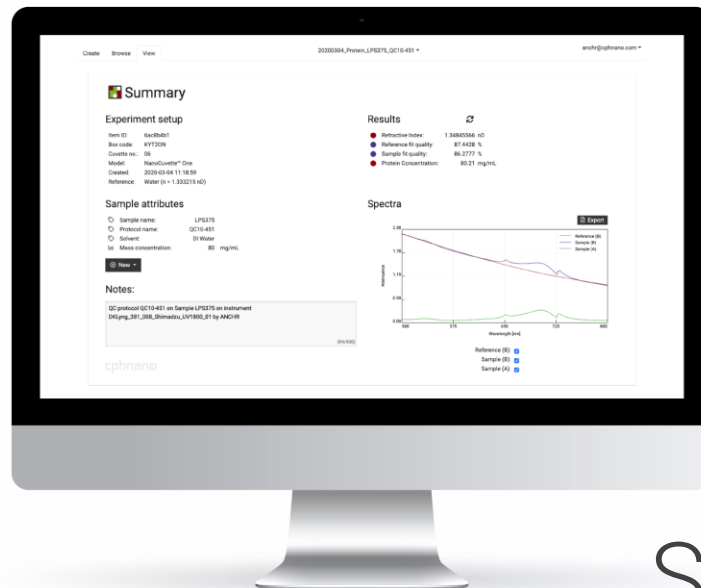 Create Browse View
20200304_Protein_LPS375_QC10-451
anchr@cphnano.com
Summary
Experiment setup
Item ID: 6ac8b4b1
Box code: KYT2ON
Cuvette no.: 06
Model: NanoCuvette™ One
Created: 2020-03-04 11:18:59
Reference: Water (n = 1.333215 nD)
Results
Refractive Index: 1.34885566 nD
Reference fit quality: 87.4428 %
Sample fit quality: 86.2777 %
Protein Concentration: 80.21 mg/mL
Sample attributes
Sample name: LPS375
Protocol name: QC10-451
Solvent: DI Water
Mass concentration: 80 mg/mL
New
Notes:
QC protocol QC10-451 on Sample LPS375 on instrument
DKLyng_381_00B_Shimadzu_UV1800_01 by ANCHR
cphnano
Spectra
Export
Reference (B)
Sample (B)
Sample (A)
Attenuance
Wavelength [nm]
Reference (B):
Sample (B):
Sample (A):
S